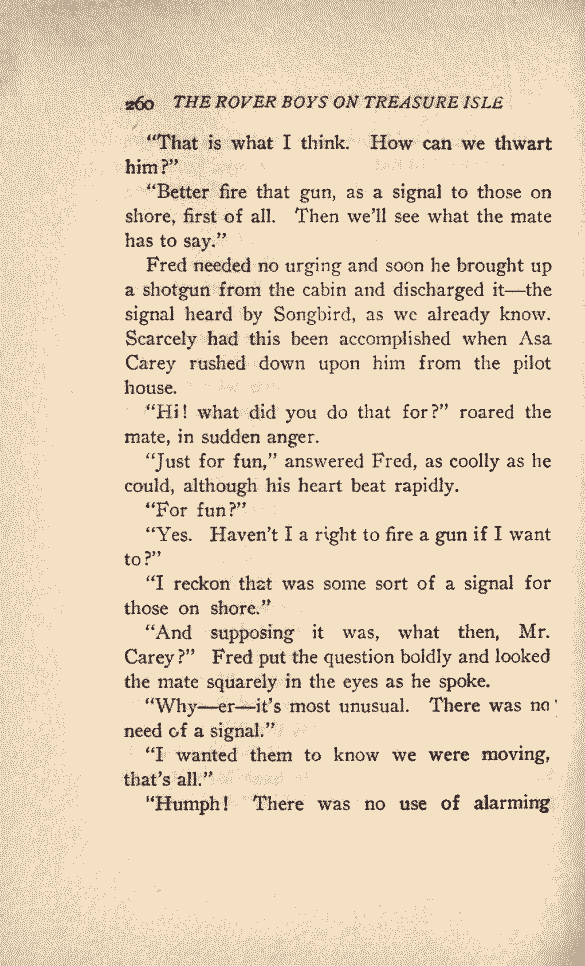 260 THE ROVER BOYS ON TREASURE ISLE
“That is what I think. How can we thwart
him?”
“Better fire that gun, as a signal to those on
shore, first of all. Then we’ll see what the mate
has to say.”
Fred needed no urging and soon he brought up
a shotgun from the cabin and discharged it—the
signal heard by Songbird, as we already know.
Scarcely had this been accomplished when Asa
Carey rushed down upon him from the pilot
house.
“Hi! what did you do that for?” roared the
mate, in sudden anger.
“Just for fun,” answered Fred, as coolly as he
could, although his heart beat rapidly.
“For fun?”
“Yes. Haven’t I a right to fire a gun if I want
to?”
“I reckon that was some sort of a signal for
those on shore.”
“And supposing it was, what then, Mr.
Carey?” Fred put the question boldly and looked
the mate squarely in the eyes as he spoke.
“Why—er—it’s most unusual. There was no
need of a signal.”
“I wanted them to know we were moving,
that’s all.”
“Humph! There was no use of alarming